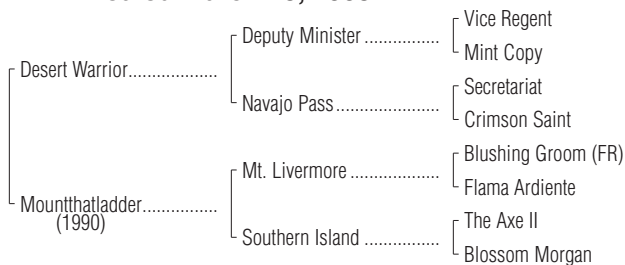 Desert Warrior
Mountthatladder
(1990)
Deputy Minister
Navajo Pass
Mt. Livermore
Southern Island
Vice Regent
Mint Copy
Secretariat
Crimson Saint
Blushing Groom (FR)
Flama Ardiente
The Axe II
Blossom Morgan